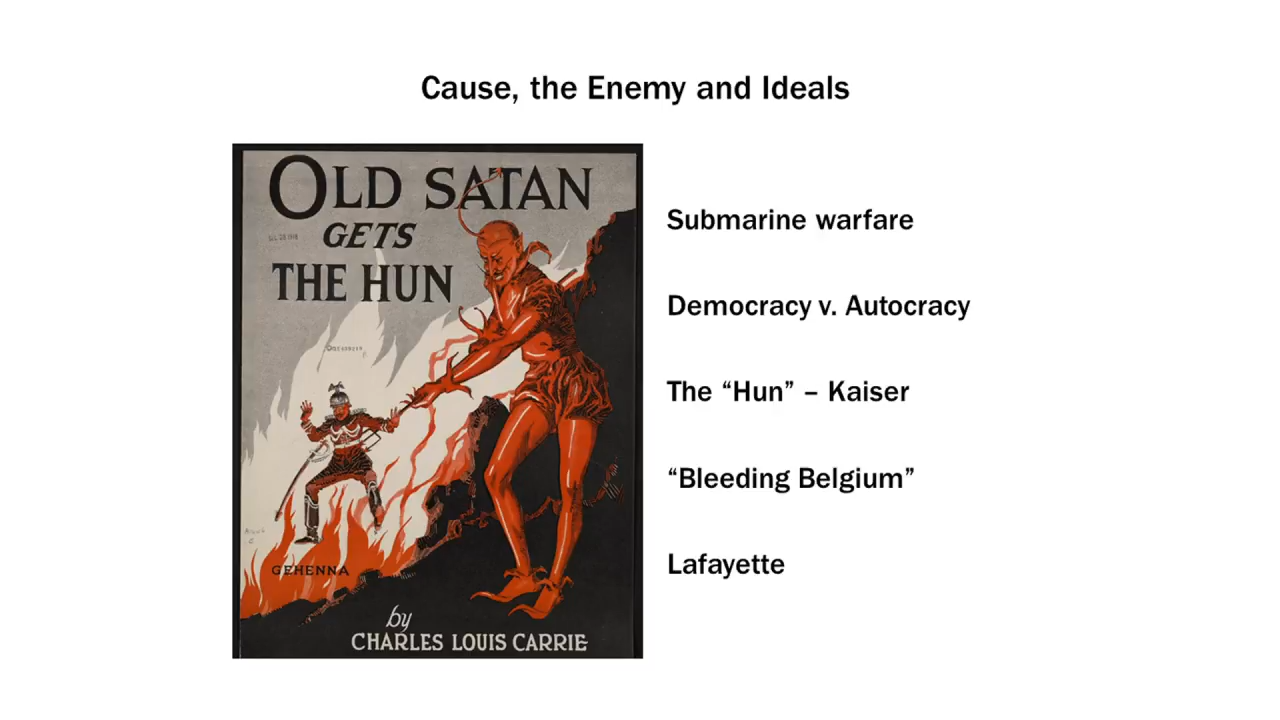 Cause, the Enemy and Ideals
OLD SATAN
GETS
THE HUN
GEHENNA
by
CHARLES LOUIS CARRIE
Submarine warfare
Democracy v. Autocracy
The “Hun” – Kaiser
“Bleeding Belgium”
Lafayette